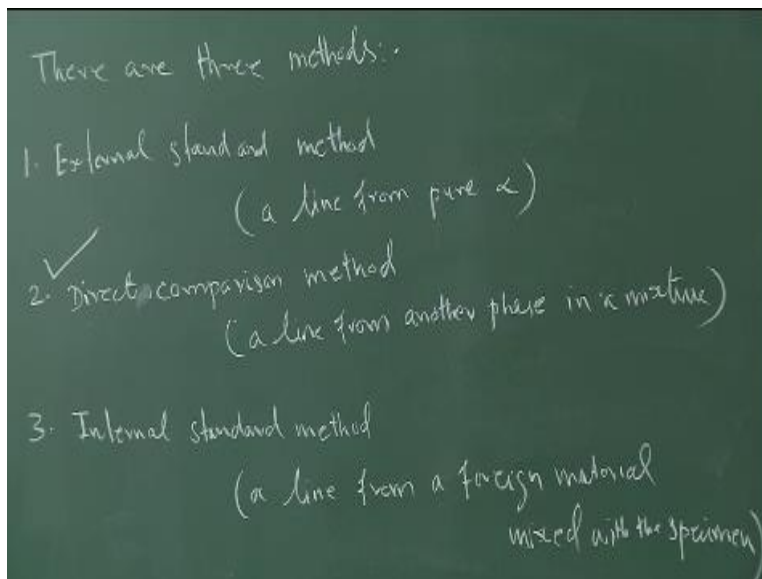 There are three methods:-
1. External standard method
(a line from pure α)
2. Direct comparison method
(a line from another phase in a mixture)
3. Internal standard method
(a line from a foreign material
mixed with the specimen)